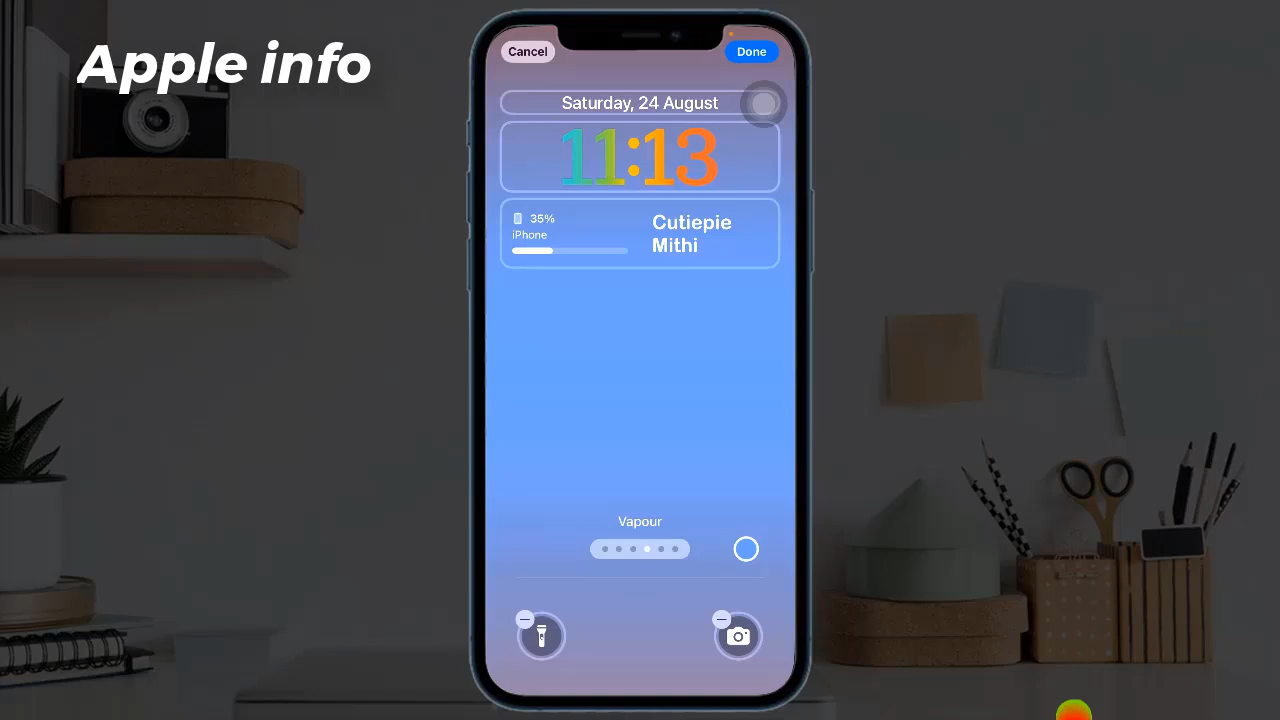 Apple info
Cancel
Done
Saturday, 24 August
11:13
35%
iPhone
Cutiepie
Mithi
Vapour